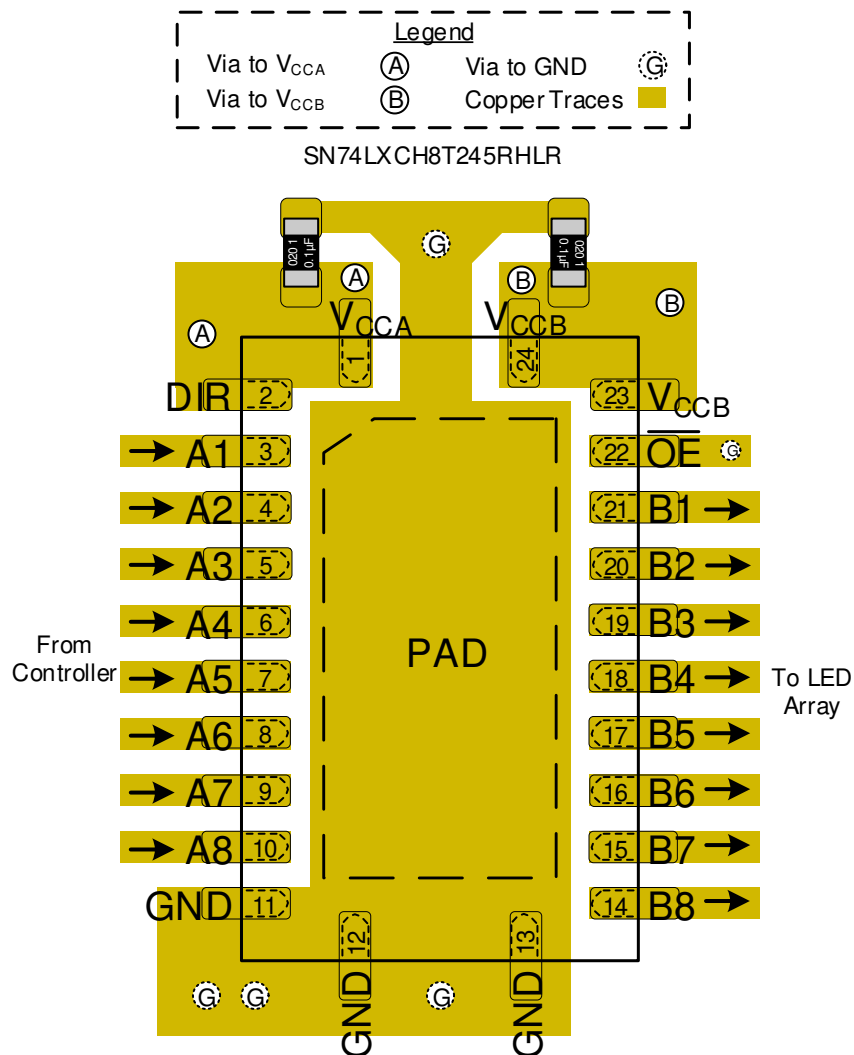 Legend
Via to VCCA A Via to GND G
Via to VCCB B Copper Traces
SN74LXCH8T245RHLR
0201 0.1µF
0201 0.1µF
G
A
B
A
B
VCCA
VCCB
1
24
DIR 2
23 VCCB
A1 3
22 OE G
A2 4
21 B1
A3 5
20 B2
A4 6
19 B3
From
Controller
A5 7
PAD
18 B4
To LED
Array
A6 8
17 B5
A7 9
16 B6
A8 10
15 B7
GND 11
14 B8
12
13
GND
GND
G G G